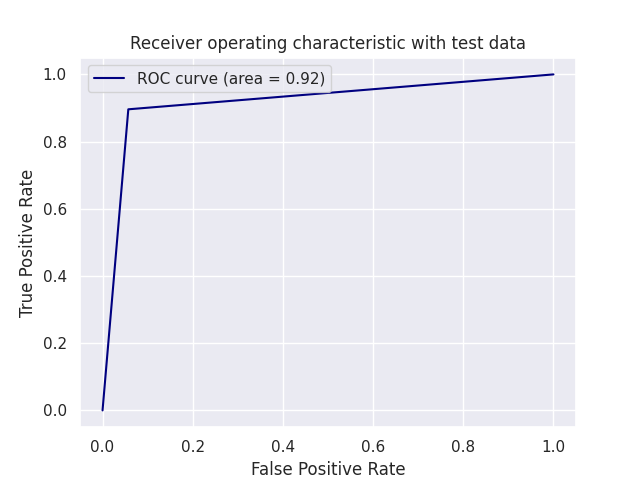 Receiver operating characteristic with test data
ROC curve (area = 0.92)
True Positive Rate
1.0
0.8
0.6
0.4
0.2
0.0
0.0 0.2 0.4 0.6 0.8 1.0
False Positive Rate